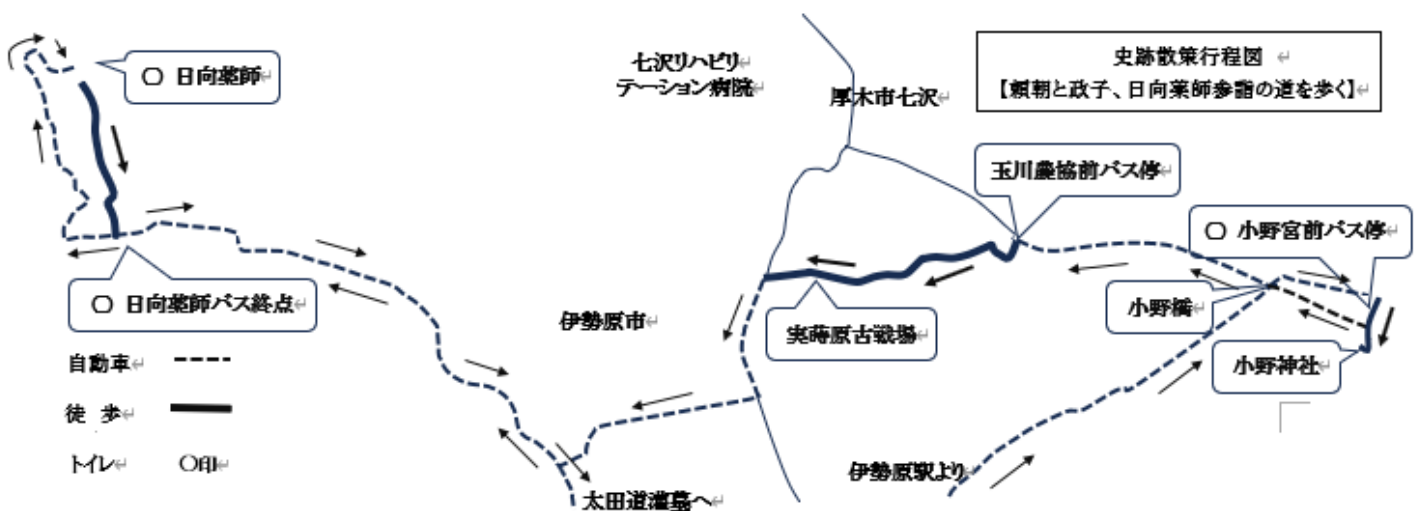 史跡散策行程図
【頼朝と政子、日向薬師参詣の道を歩く】
〇 日向薬師
七沢リハビリ
テーション病院
厚木市七沢
玉川農協前バス停
〇 小野宮前バス停
〇 日向薬師バス終点
伊勢原市
実蒔原古戦場
小野橋
小野神社
自動車
徒 歩
トイレ 〇印
伊勢原駅より
太田道灌墓へ